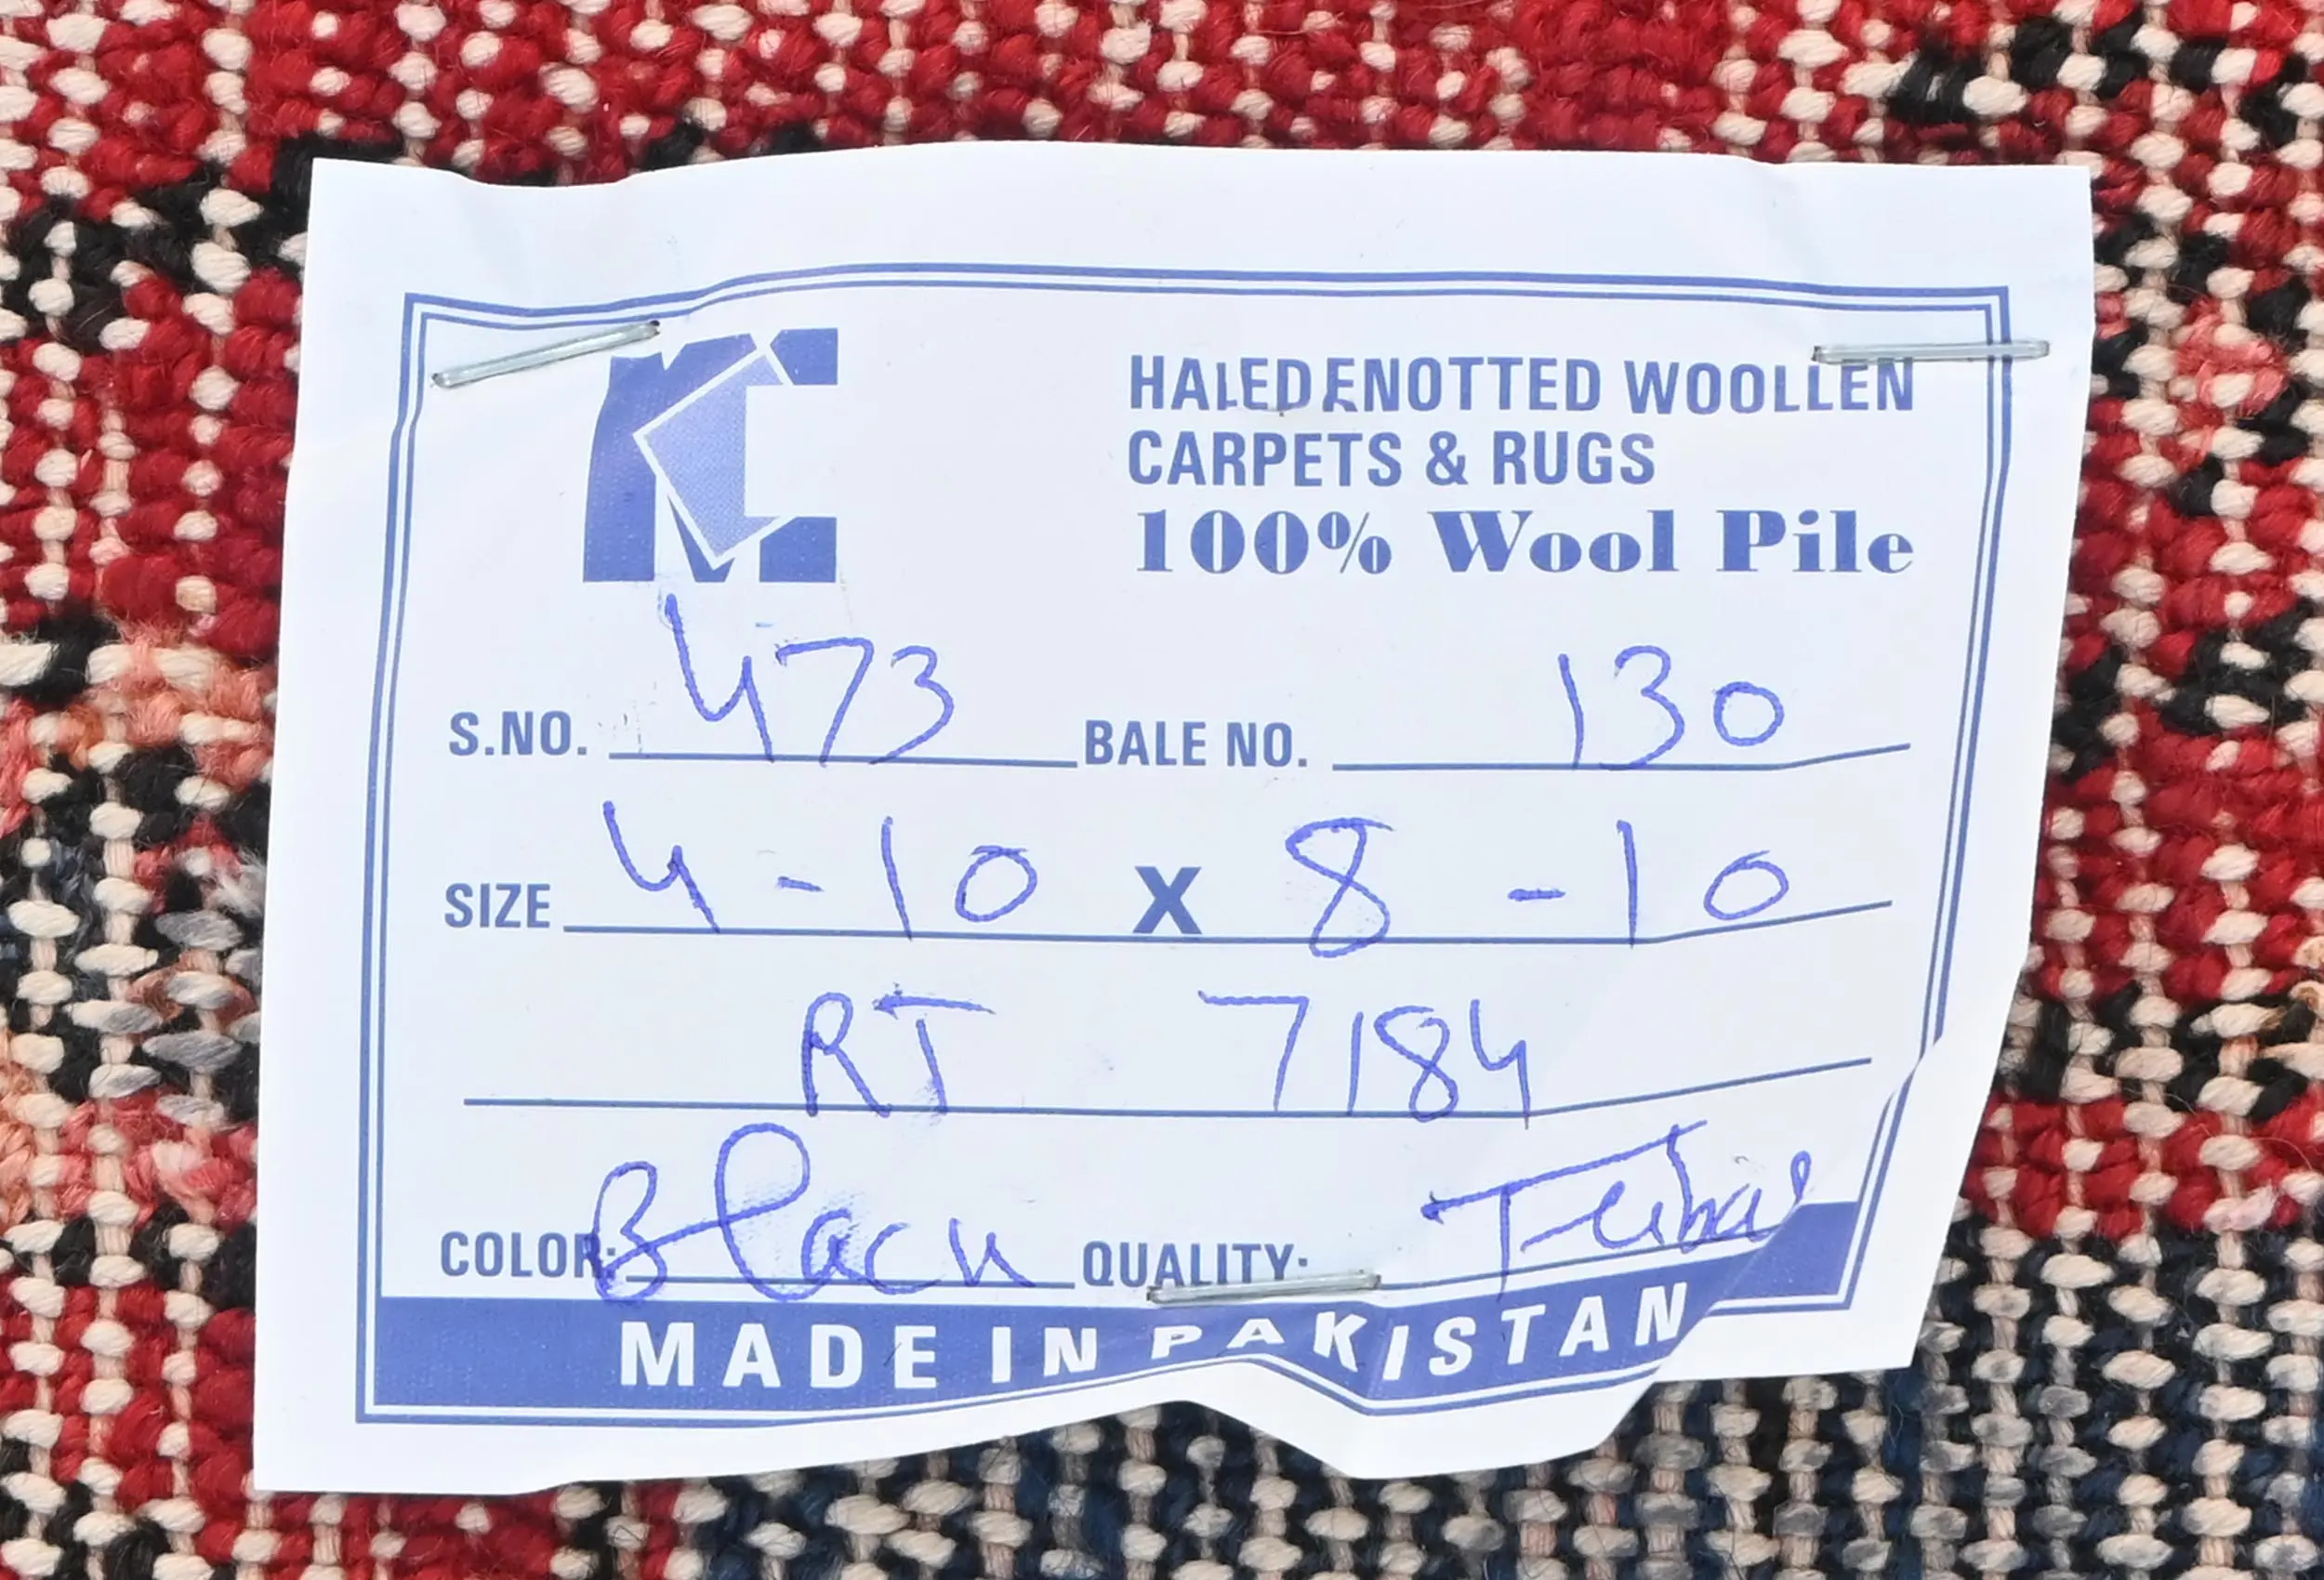 HALEDENOTTED WOOLLEN
CARPETS & RUGS
100% Wool Pile
S.NO. 473 BALE NO. 130
SIZE 4-10 X 8-10
RT 7184
COLOR: Black QUALITY:
MADE IN PAKISTAN